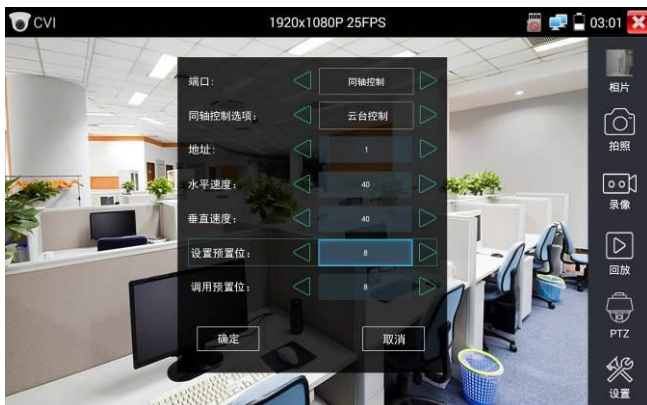 CVI
1920x1080P 25FPS
03:01
端口: 同轴控制
同轴控制选项: 云台控制
地址: 1
水平速度: 40
垂直速度: 40
设置预置位: 8
调用预置位: 8
确定 取消
相片
拍照
录像
回放
PTZ
设置